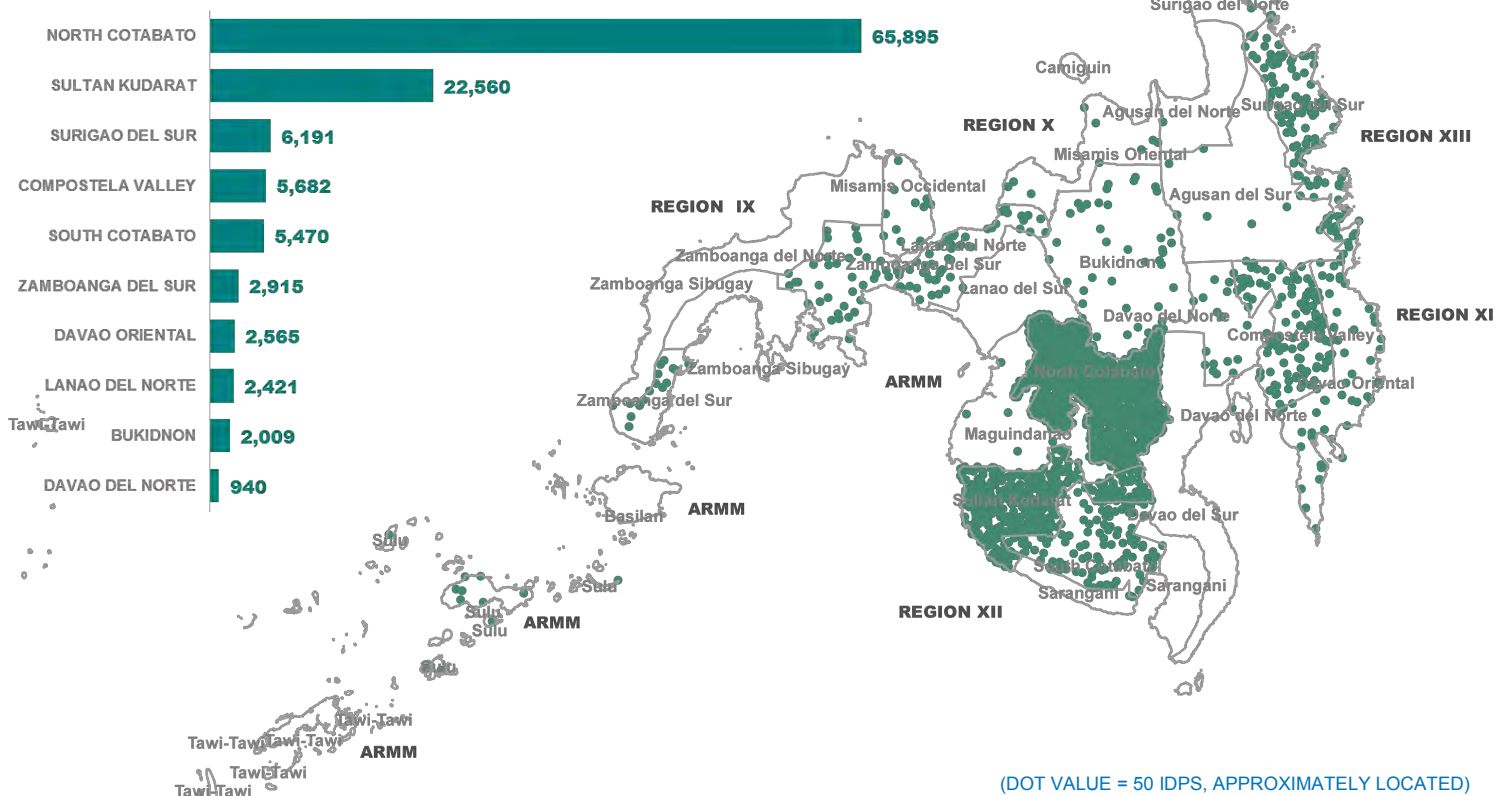 NORTH COTABATO 65,895
SULTAN KUDARAT 22,560
SURIGAO DEL SUR 6,191
COMPOSTELA VALLEY 5,682
SOUTH COTABATO 5,470
ZAMBOANGA DEL SUR 2,915
DAVAO ORIENTAL 2,565
LANAO DEL NORTE 2,421
BUKIDNON 2,009
DAVAO DEL NORTE 940
Surigao del Norte
Camiguin
Agusan del Norte
Surigao del Sur
REGION X
REGION XIII
Misamis Oriental
Misamis Occidental
Agusan del Sur
REGION IX
Lanao del Norte
Zamboanga del Norte
Zamboanga del Sur
Bukidnon
Zamboanga Sibugay
Lanao del Sur
Davao del Norte
REGION XI
Compostela Valley
Zamboanga Sibugay
North Cotabato
ARMM
Davao Oriental
Zamboanga del Sur
Davao del Norte
Tawi-Tawi
Maguindanao
Sultan Kudarat
ARMM
Basilan
Davao del Sur
Sulu
South Cotabato
Sulu
Sarangani
Sarangani
Sulu
REGION XII
ARMM
Sulu
Sulu
Tawi-Tawi
Tawi-Tawi
Tawi-Tawi
ARMM
Tawi-Tawi
Tawi-Tawi
(DOT VALUE = 50 IDPS, APPROXIMATELY LOCATED)